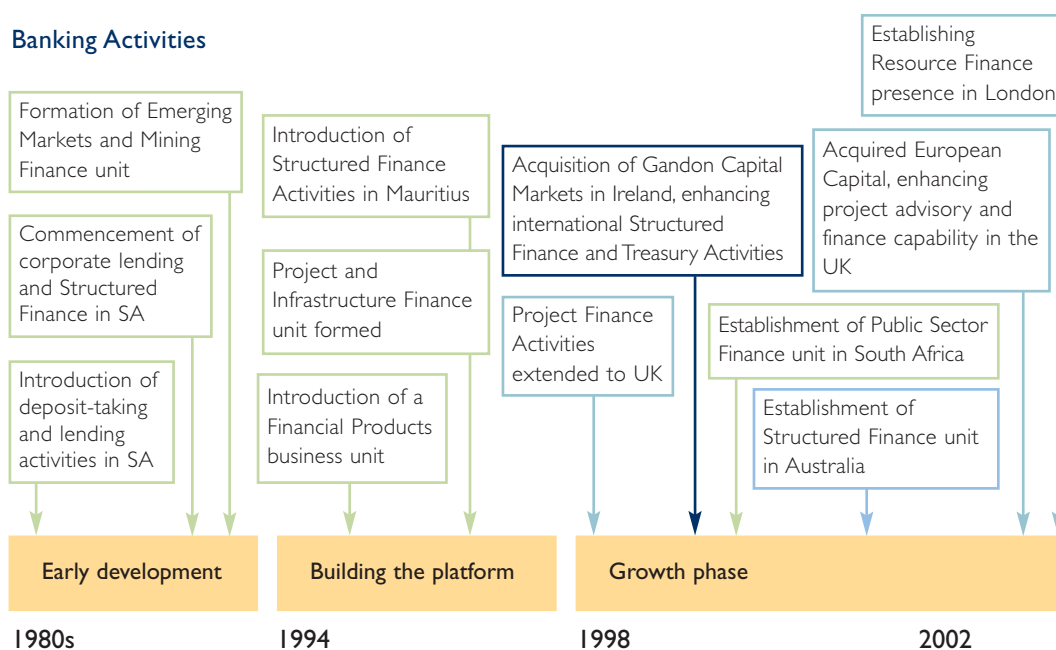 Banking Activities
Formation of Emerging
Markets and Mining
Finance unit
Commencement of
corporate lending
and Structured
Finance in SA
Introduction of
deposit-taking
and lending
activities in SA
Introduction of
Structured Finance
Activities in Mauritius
Project and
Infrastructure Finance
unit formed
Introduction of a
Financial Products
business unit
Acquisition of Gandon Capital
Markets in Ireland, enhancing
international Structured
Finance and Treasury Activities
Project Finance
Activities
extended to UK
Establishment of Public Sector
Finance unit in South Africa
Establishment of
Structured Finance unit
in Australia
Establishing
Resource Finance
presence in London
Acquired European
Capital, enhancing
project advisory and
finance capability in the
UK
Early development
Building the platform
Growth phase
1980s
1994
1998
2002